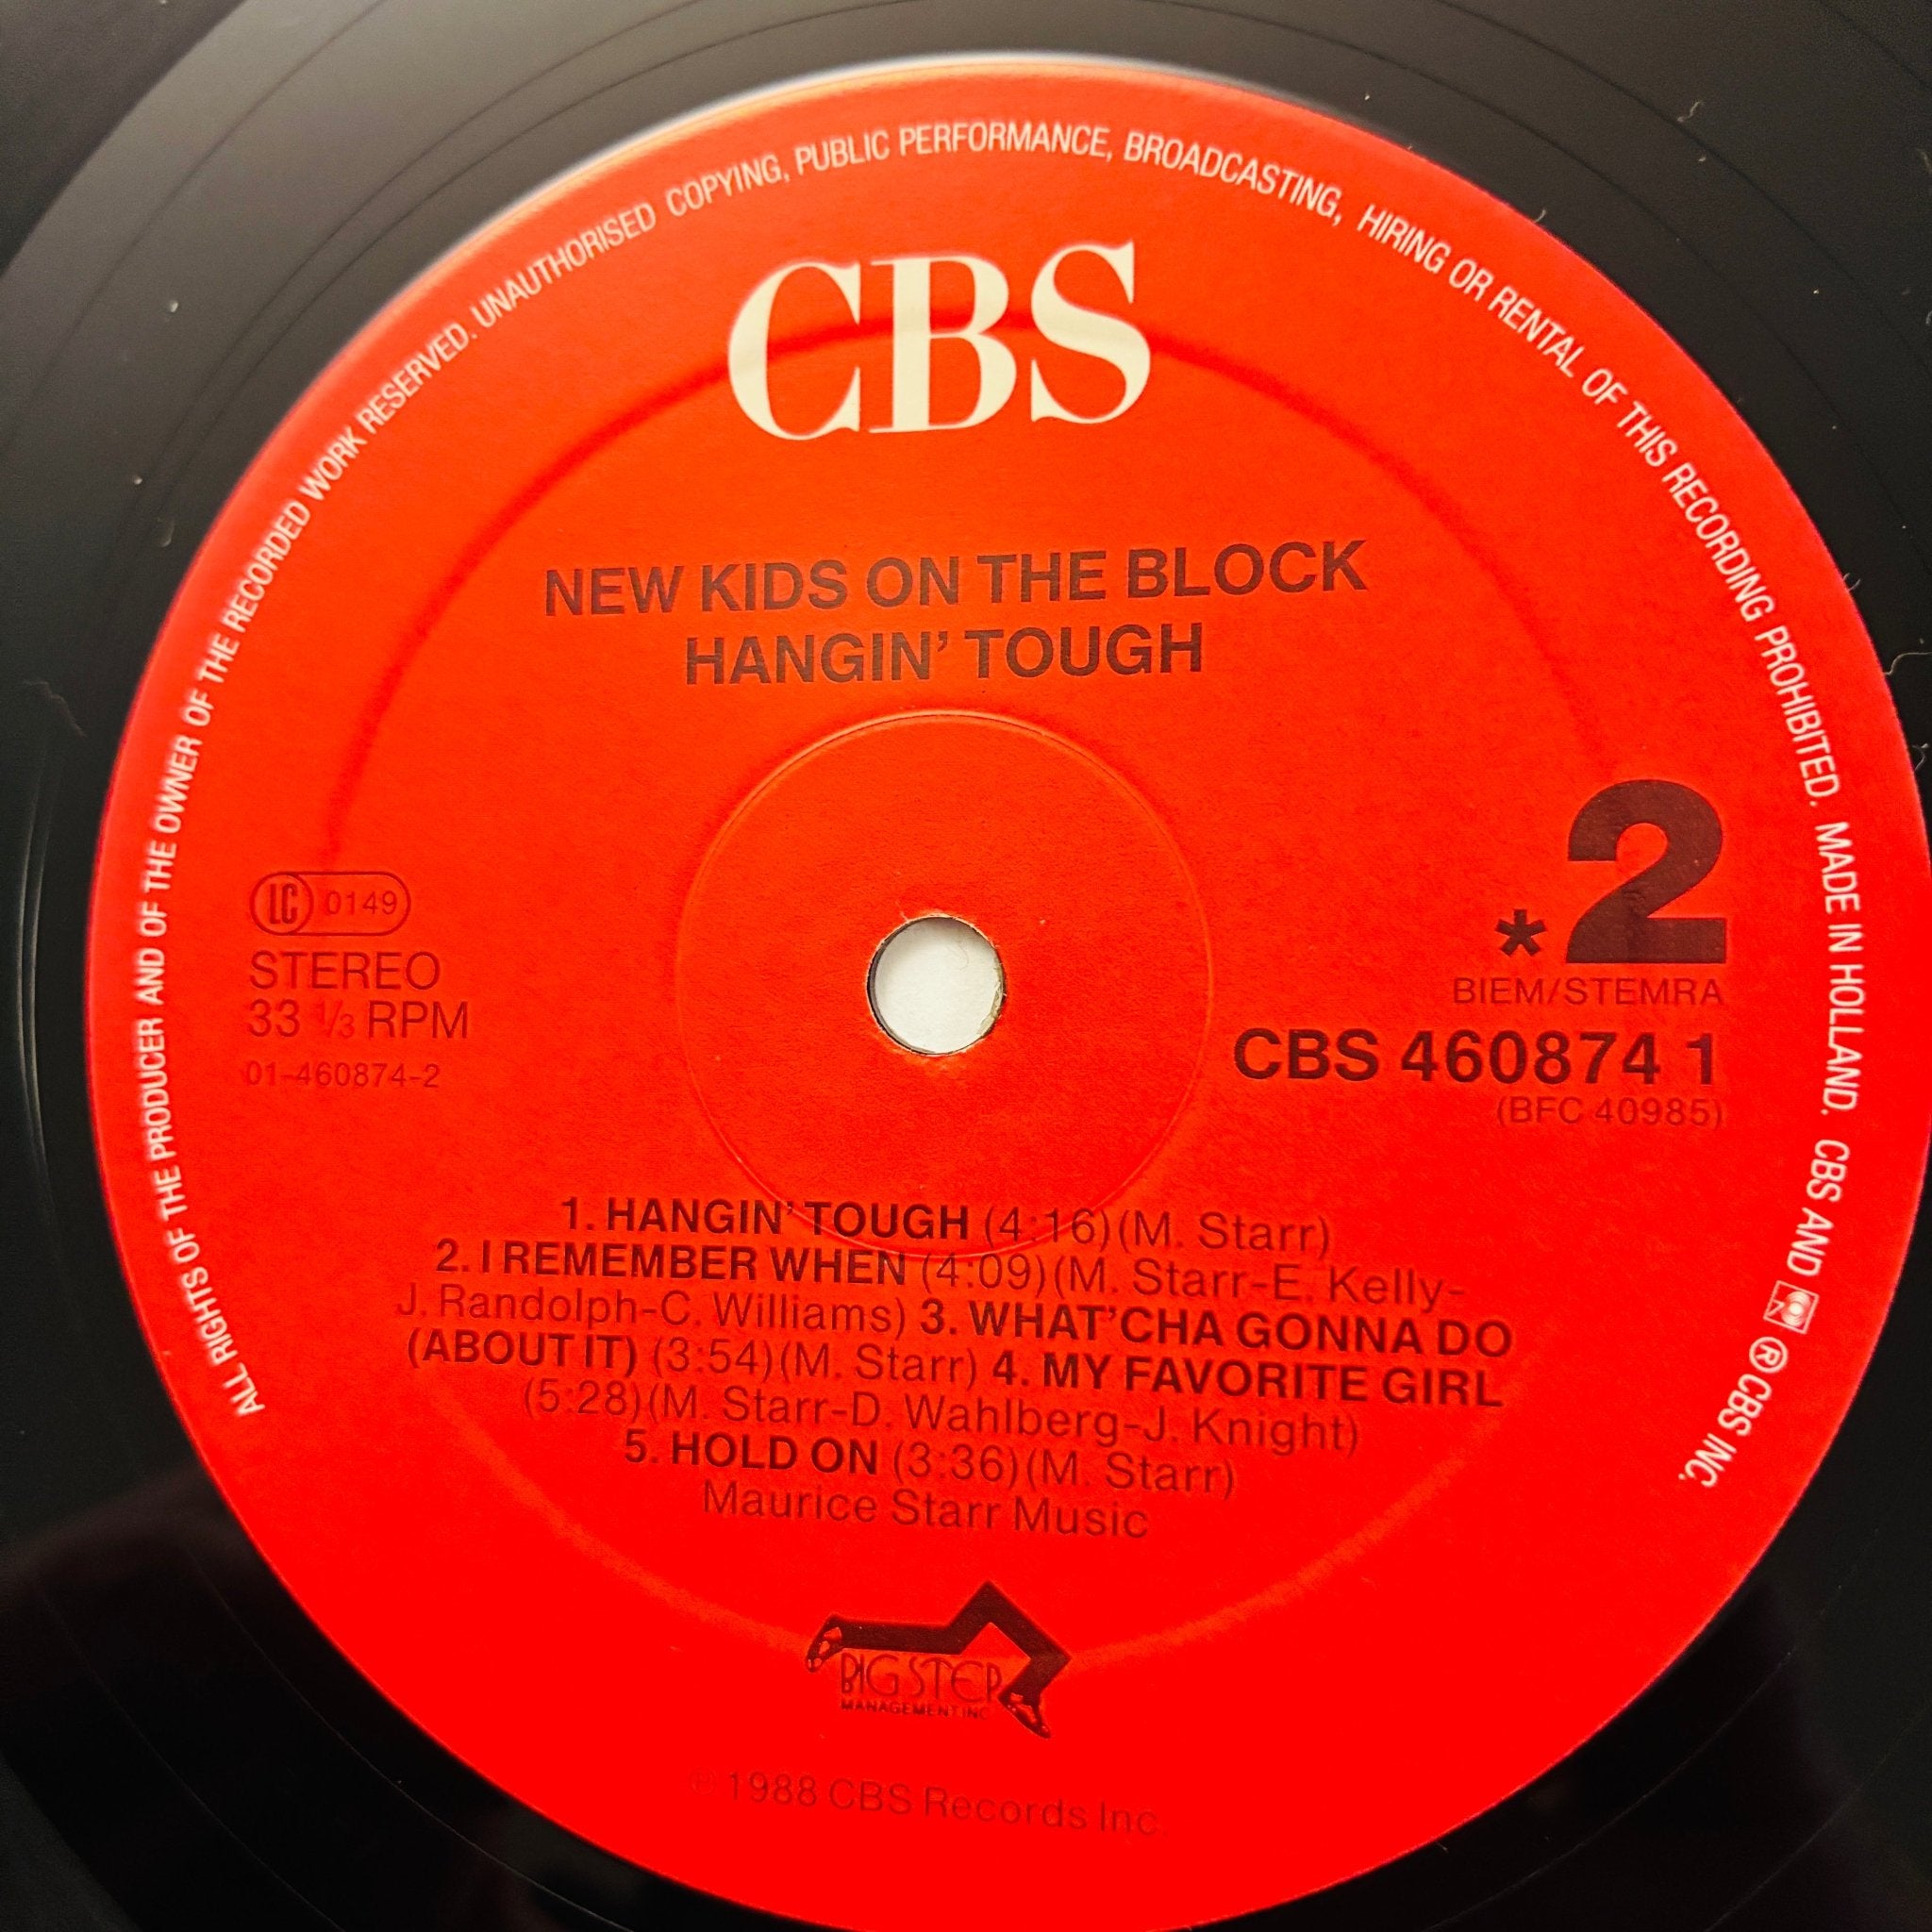 ALL RIGHTS OF THE PRODUCER AND OF THE OWNER OF THE RECORDED WORK RESERVED. UNAUTHORISED COPYING, PUBLIC PERFORMANCE, BROADCASTING, HIRING OR RENTAL OF THIS RECORDING PROHIBITED. MADE IN HOLLAND. CBS AND ℗ CBS INC.
CBS
NEW KIDS ON THE BLOCK
HANGIN' TOUGH
LC 0149
STEREO
33 1/3 RPM
01-460874-2
*2
BIEM/STEMRA
CBS 460874 1
(BFC 40985)
1. HANGIN' TOUGH (4:16) (M. Starr)
2. I REMEMBER WHEN (4:09) (M. Starr-E. Kelly-
J. Randolph-C. Williams) 3. WHAT'CHA GONNA DO
(ABOUT IT) (3:54) (M. Starr) 4. MY FAVORITE GIRL
(5:28) (M. Starr-D. Wahlberg-J. Knight)
5. HOLD ON (3:36) (M. Starr)
Maurice Starr Music
BIG STEP
MANAGEMENT INC
℗ 1988 CBS Records Inc.